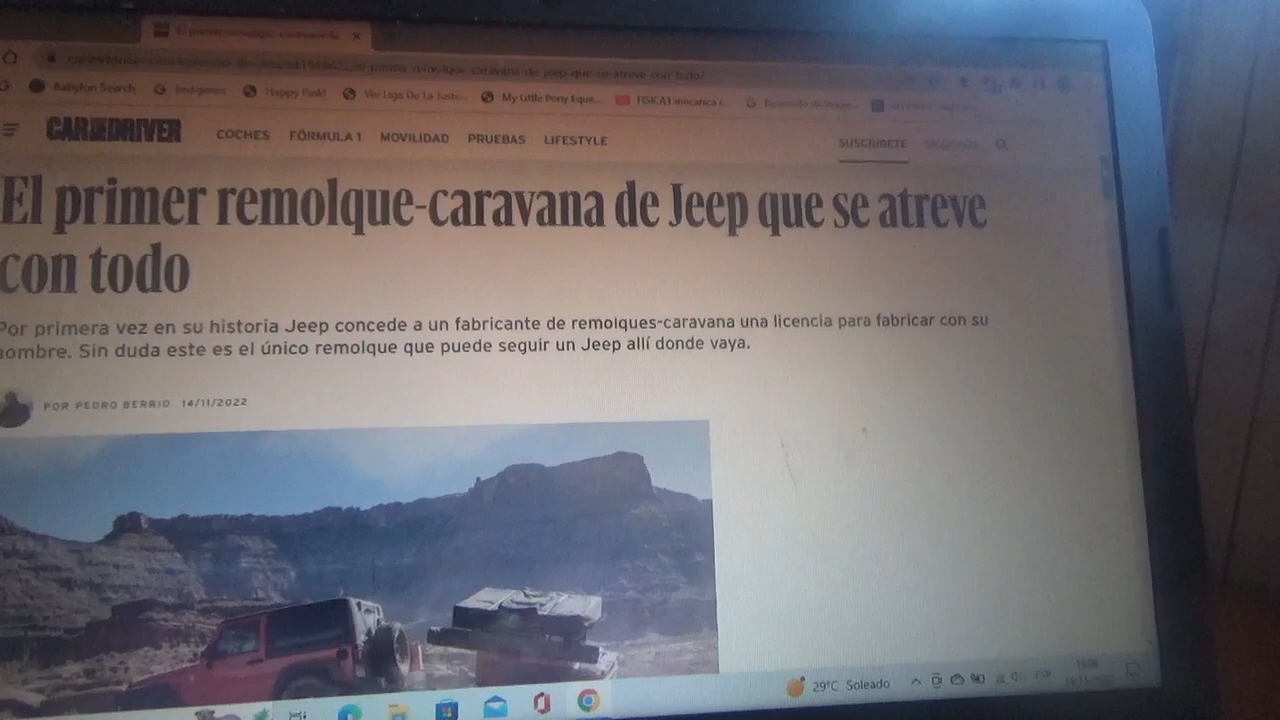 Babylon Search
Imágenes
Happy Pink!
Ver Liga De La Justi...
My Little Pony Eque...
CAR AND DRIVER
COCHES FÓRMULA 1 MOVILIDAD PRUEBAS LIFESTYLE
SUSCRÍBETE
El primer remolque-caravana de Jeep que se atreve
con todo
Por primera vez en su historia Jeep concede a un fabricante de remolques-caravana una licencia para fabricar con su
nombre. Sin duda este es el único remolque que puede seguir un Jeep allí donde vaya.
POR PEDRO BERRIO 14/11/2022
29°C Soleado